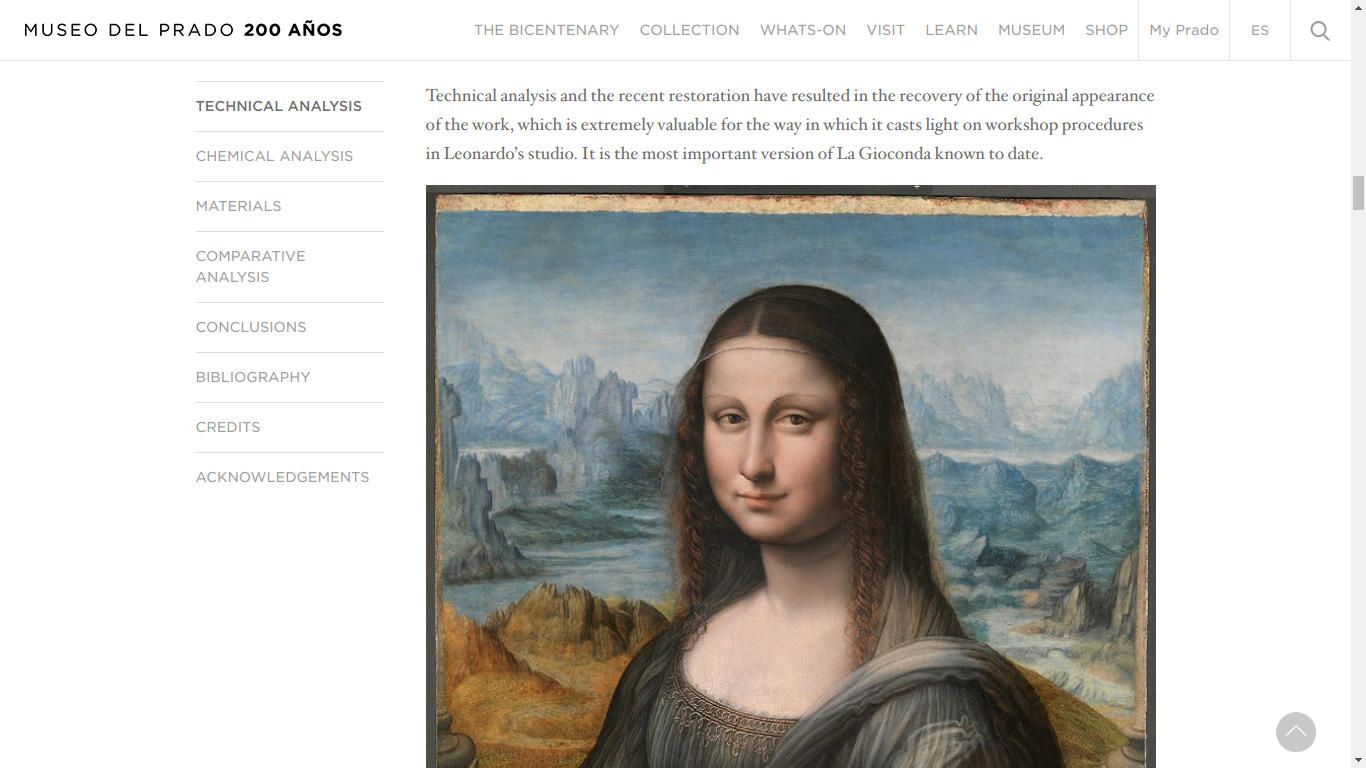 MUSEO DEL PRADO 200 AÑOS
THE BICENTENARY
COLLECTION
WHATS-ON
VISIT
LEARN
MUSEUM
SHOP
My Prado
ES
TECHNICAL ANALYSIS
CHEMICAL ANALYSIS
MATERIALS
COMPARATIVE
ANALYSIS
CONCLUSIONS
BIBLIOGRAPHY
CREDITS
ACKNOWLEDGEMENTS
Technical analysis and the recent restoration have resulted in the recovery of the original appearance
of the work, which is extremely valuable for the way in which it casts light on workshop procedures
in Leonardo’s studio. It is the most important version of La Gioconda known to date.